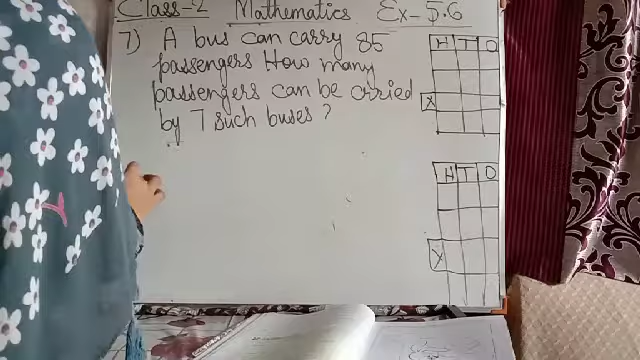 Class-2 Mathematics Ex-5.6
7) A bus can carry 85
passengers How many
passengers can be crried
by 7 such buses?
H T O
X
H T O
X